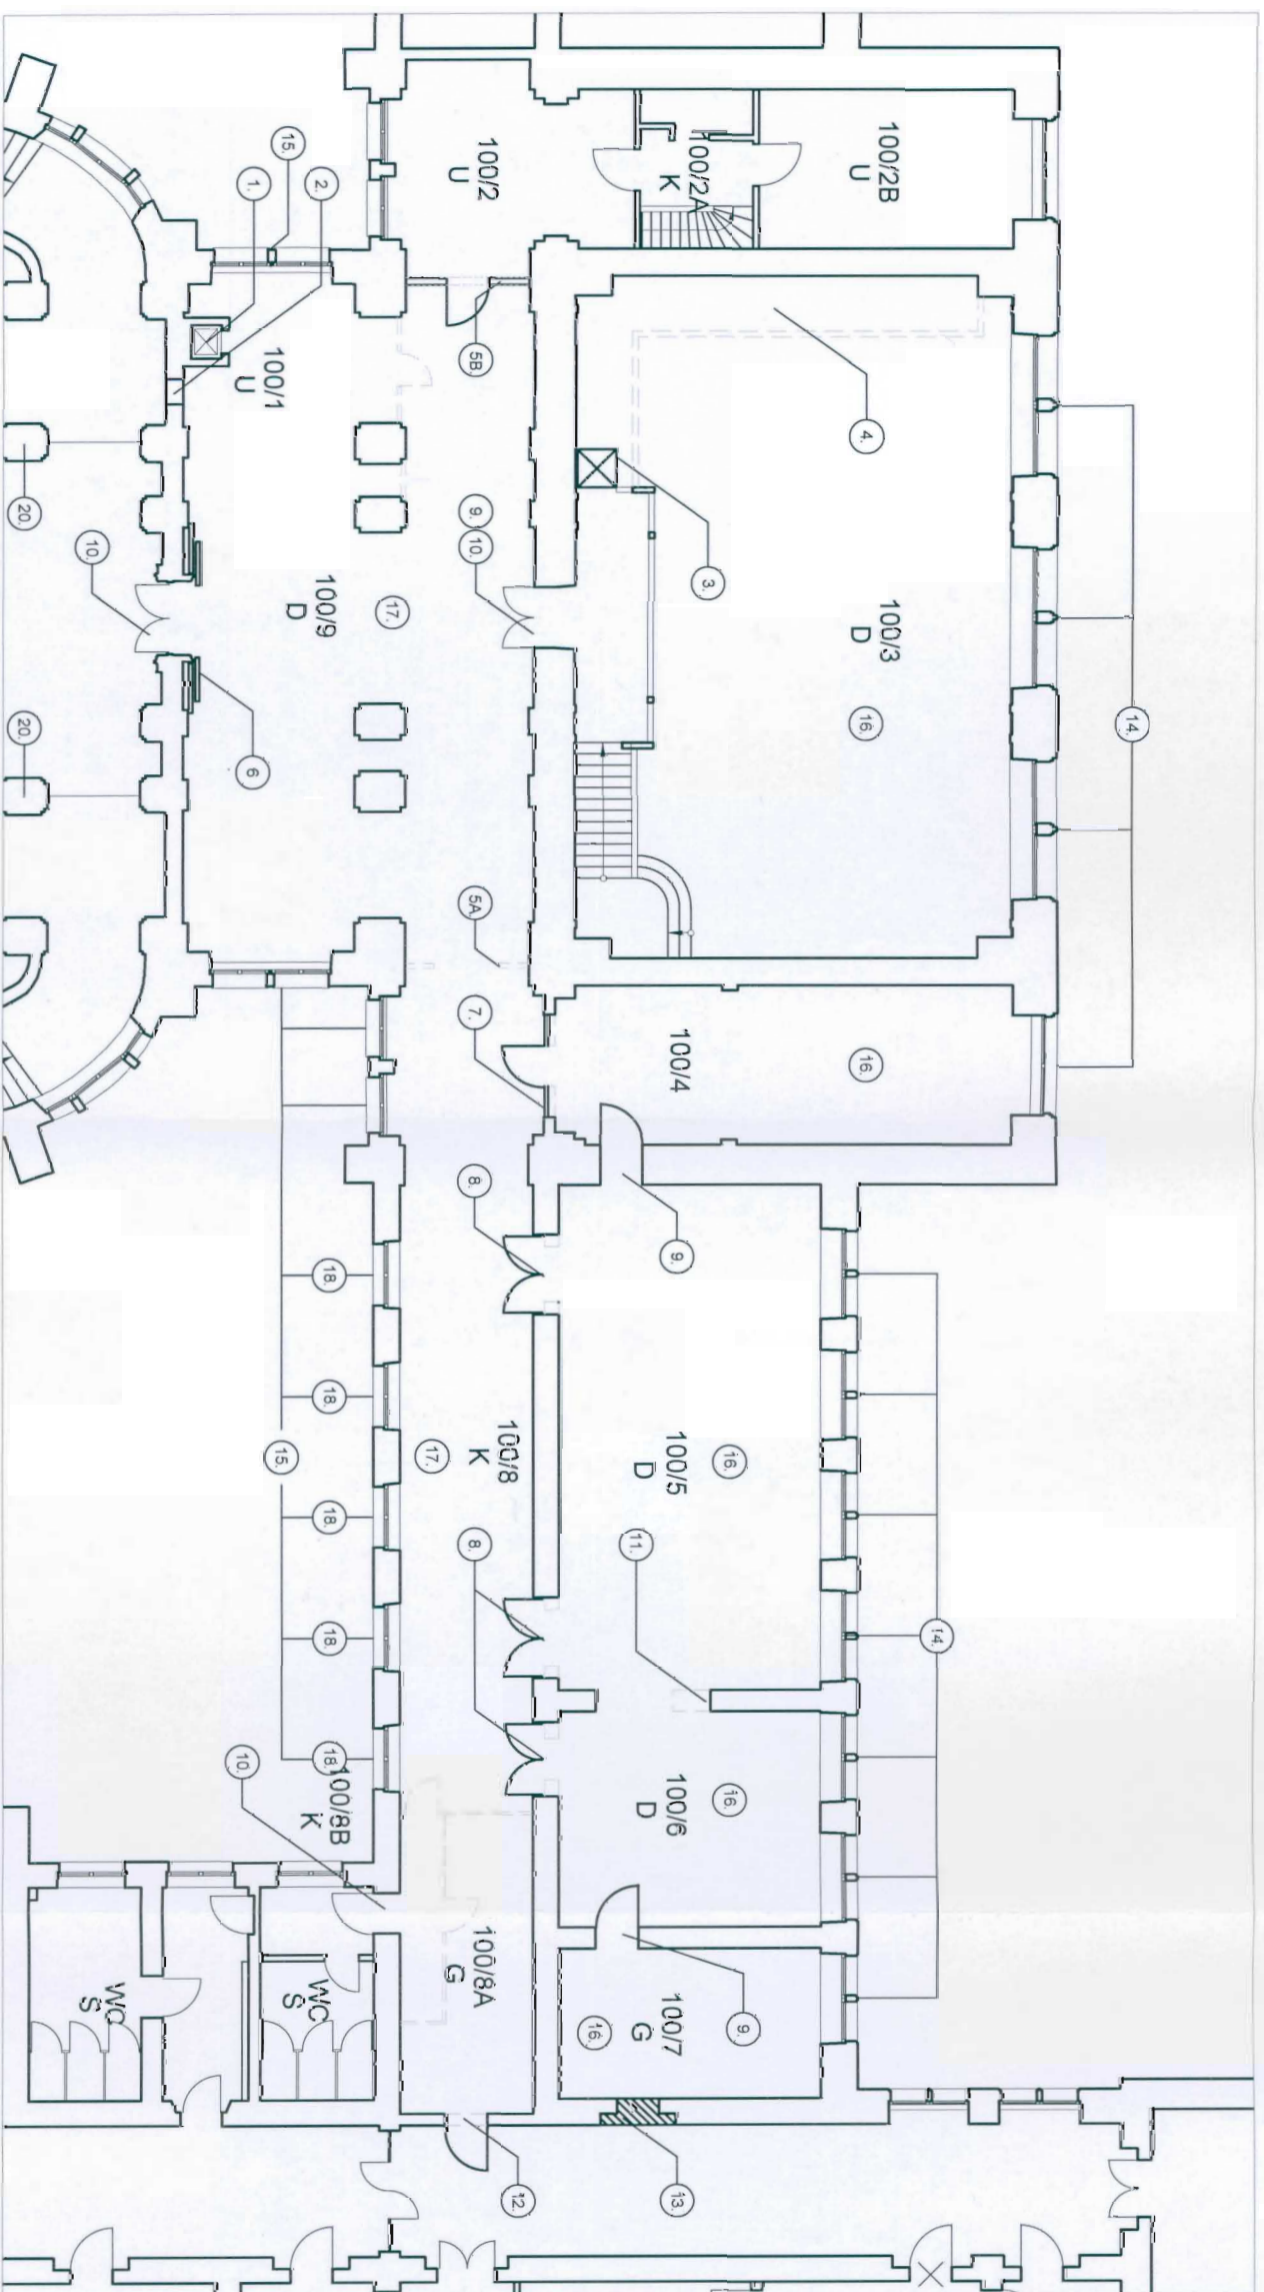 100/2B
U
100/2A
K
100/2
U
15.
1.
2.
5B.
100/1
U
4.
14.
3.
100/3
D
16.
9.
10.
17.
100/9
D
10.
20.
20.
6
5A.
7.
100/4
16.
8.
9.
18.
18.
18.
18.
18.
15.
17.
100/8
K
8.
100/5
D
16.
11.
14.
100/6
D
16.
10.
100/8B
K
100/8A
G
100/7
G
16.
9.
WC
S
WC
S
12.
13.